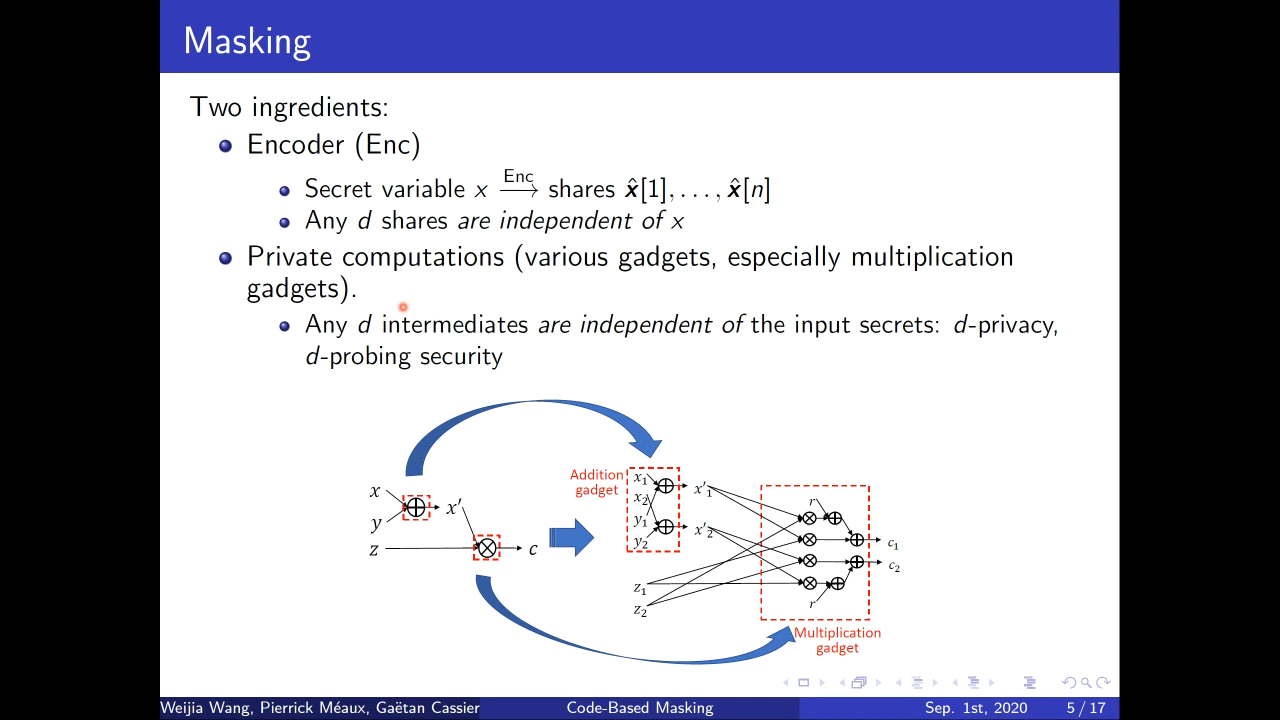 Masking
Two ingredients:
Encoder (Enc)
Secret variable x Enc⟶ shares x̂[1], . . . , x̂[n]
Any d shares are independent of x
Private computations (various gadgets, especially multiplication
gadgets).
Any d intermediates are independent of the input secrets: d-privacy,
d-probing security
x
y
z
x′
c
Addition
gadget
x₁
x₂
y₁
y₂
x′₁
x′₂
z₁
z₂
r
r
c₁
c₂
Multiplication
gadget
Weijia Wang, Pierrick Méaux, Gaëtan Cassier
Code-Based Masking
Sep. 1st, 2020
5 / 17